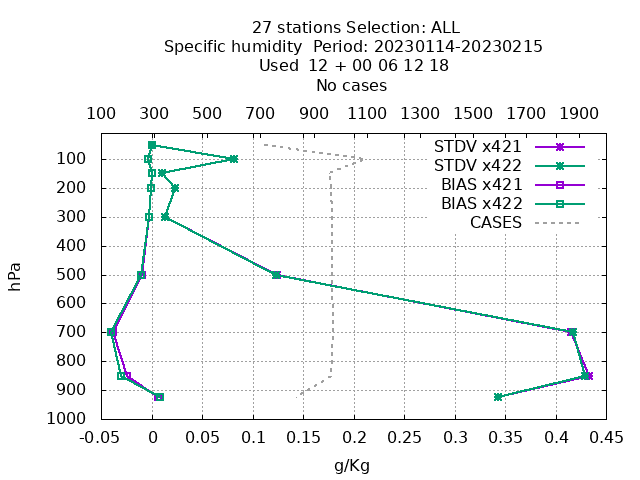 27 stations Selection: ALL
Specific humidity  Period: 20230114-20230215
Used  12 + 00 06 12 18
No cases
100 300 500 700 900 1100 1300 1500 1700 1900
STDV x421
STDV x422
BIAS x421
BIAS x422
CASES
100
200
300
400
500
600
700
800
900
1000
hPa
-0.05 0 0.05 0.1 0.15 0.2 0.25 0.3 0.35 0.4 0.45
g/Kg